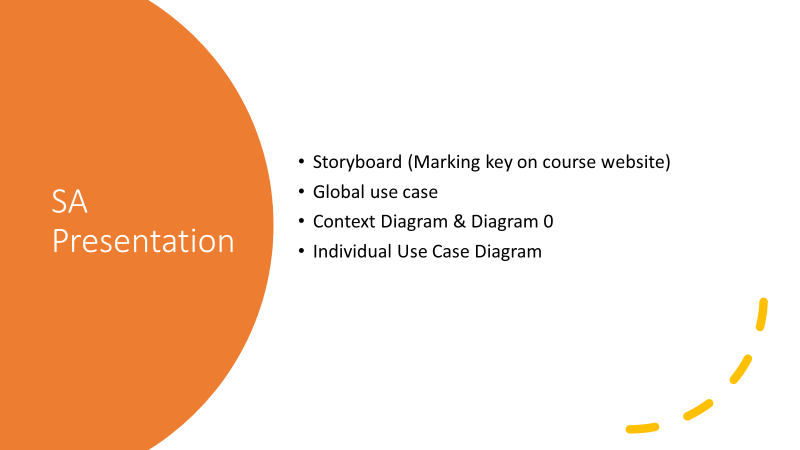 SA
Presentation
• Storyboard (Marking key on course website)
• Global use case
• Context Diagram & Diagram 0
• Individual Use Case Diagram